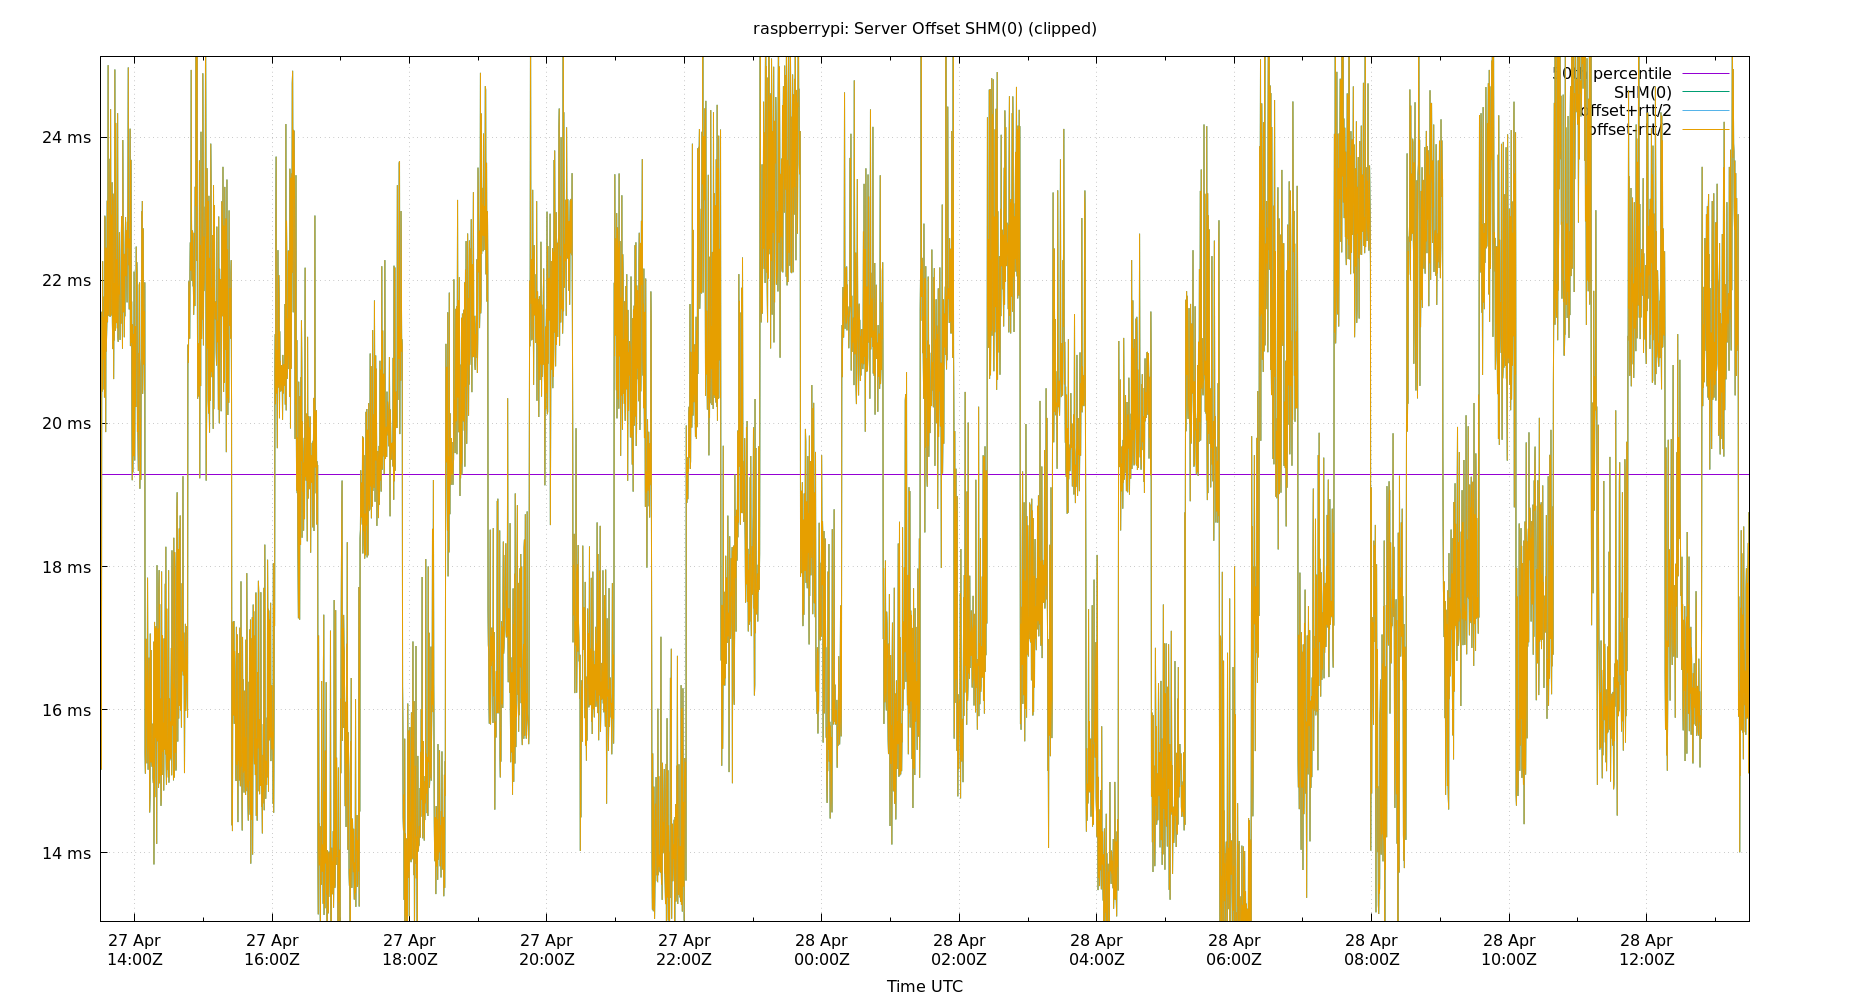 raspberrypi: Server Offset SHM(0) (clipped)
50th percentile
SHM(0)
offset+rtt/2
offset-rtt/2
24 ms
22 ms
20 ms
18 ms
16 ms
14 ms
27 Apr 27 Apr 27 Apr 27 Apr 27 Apr 28 Apr 28 Apr 28 Apr 28 Apr 28 Apr 28 Apr 28 Apr
14:00Z 16:00Z 18:00Z 20:00Z 22:00Z 00:00Z 02:00Z 04:00Z 06:00Z 08:00Z 10:00Z 12:00Z
Time UTC